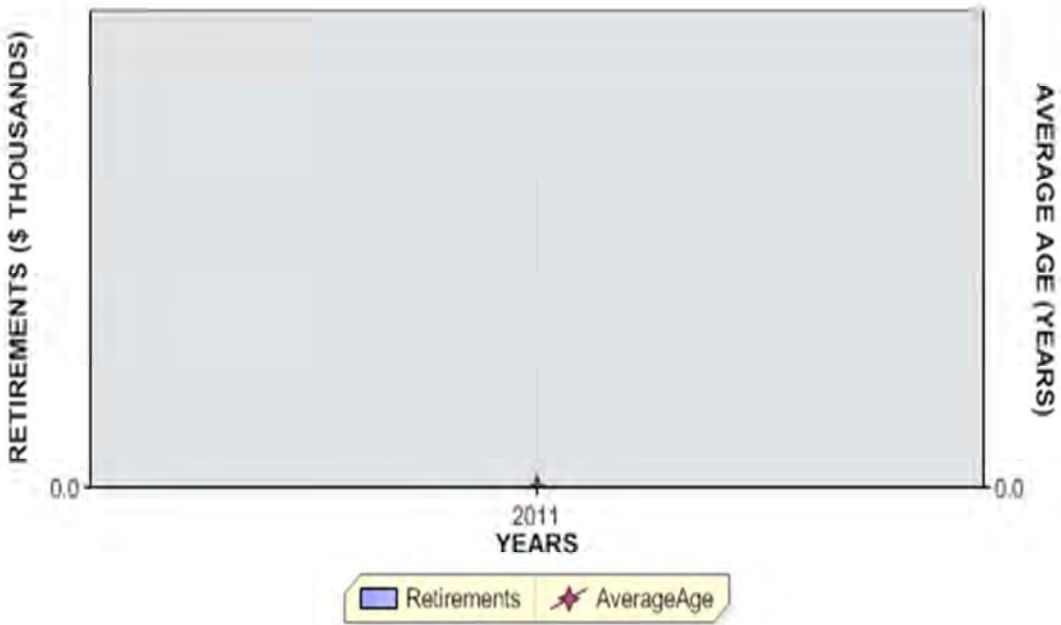 RETIREMENTS ($ THOUSANDS)
AVERAGE AGE (YEARS)
0.0
0.0
2011
YEARS
Retirements AverageAge